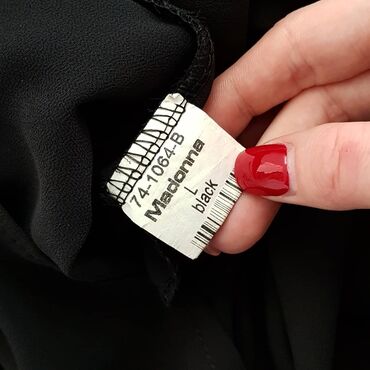 74-1064-B
Madonna
L
black